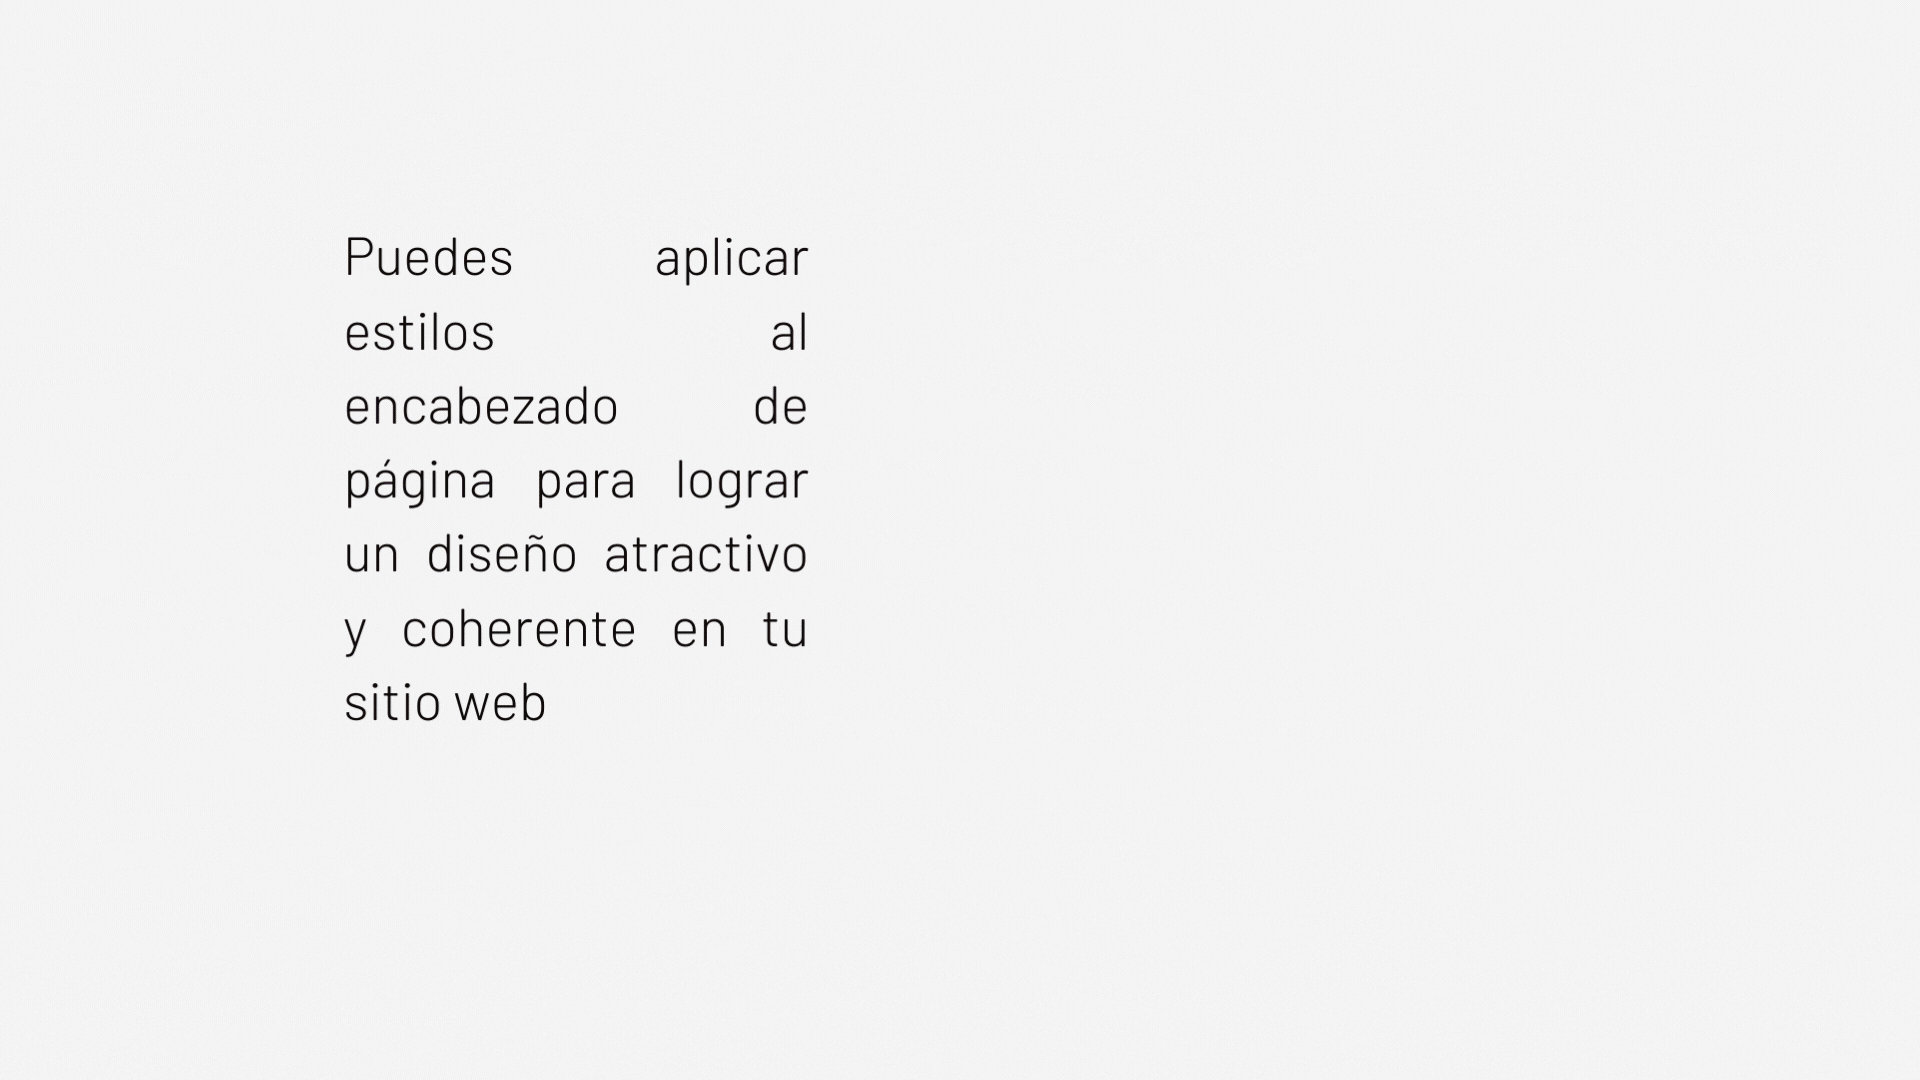 Puedes aplicar
estilos al
encabezado de
página para lograr
un diseño atractivo
y coherente en tu
sitio web